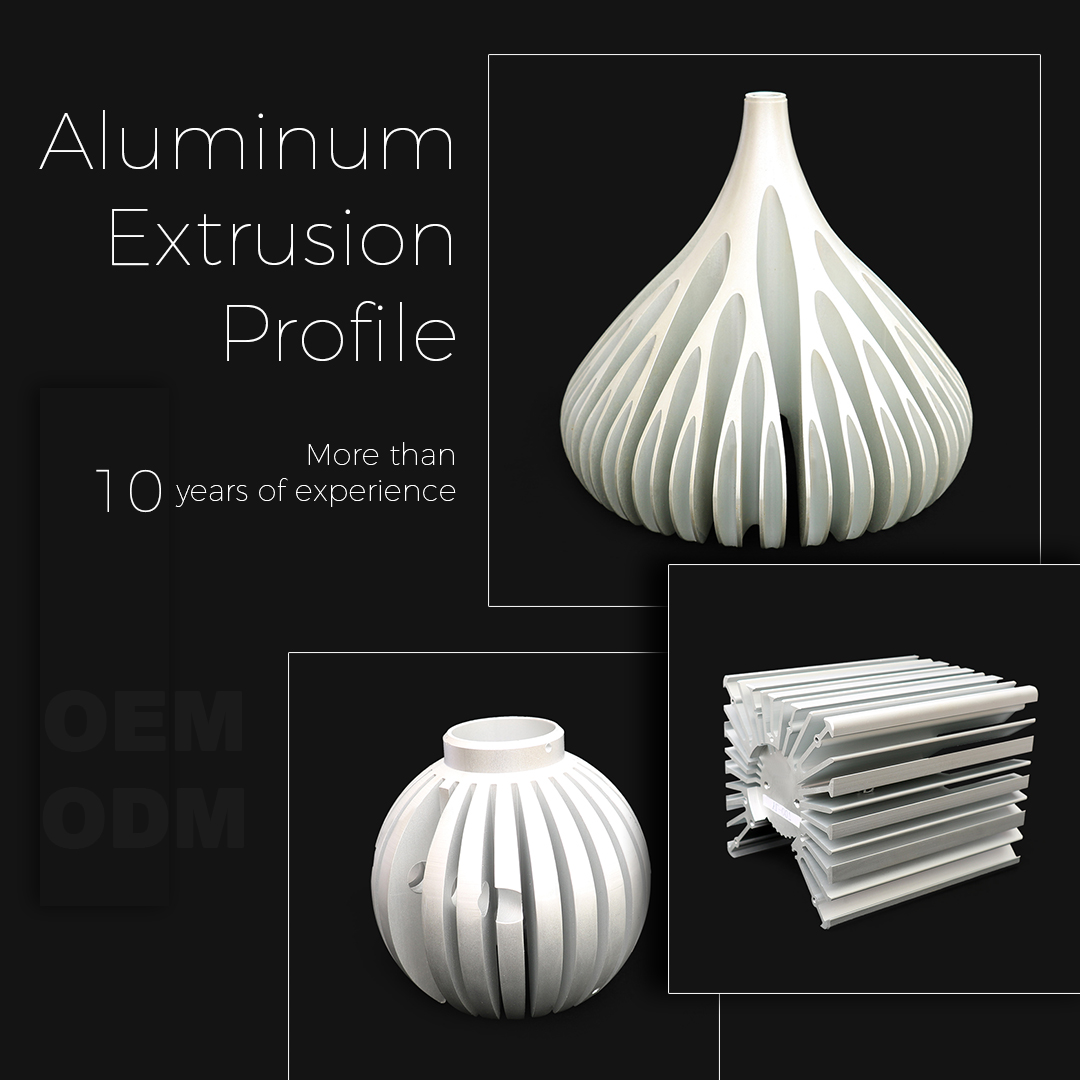 Aluminum
Extrusion
Profile
More than
10 years of experience
OEM
ODM